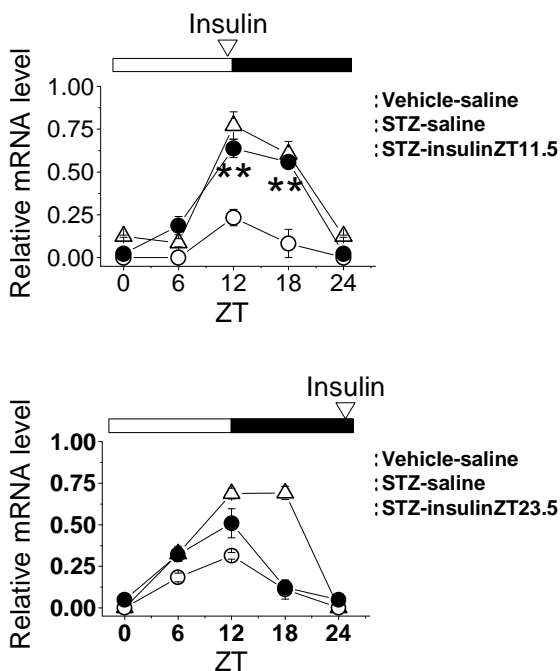 Insulin
Relative mRNA level
1.00
0.75
0.50
0.25
0.00
**
**
0
6
12
18
24
ZT
: Vehicle-saline
: STZ-saline
: STZ-insulinZT11.5
Insulin
Relative mRNA level
1.00
0.75
0.50
0.25
0.00
0
6
12
18
24
ZT
: Vehicle-saline
: STZ-saline
: STZ-insulinZT23.5